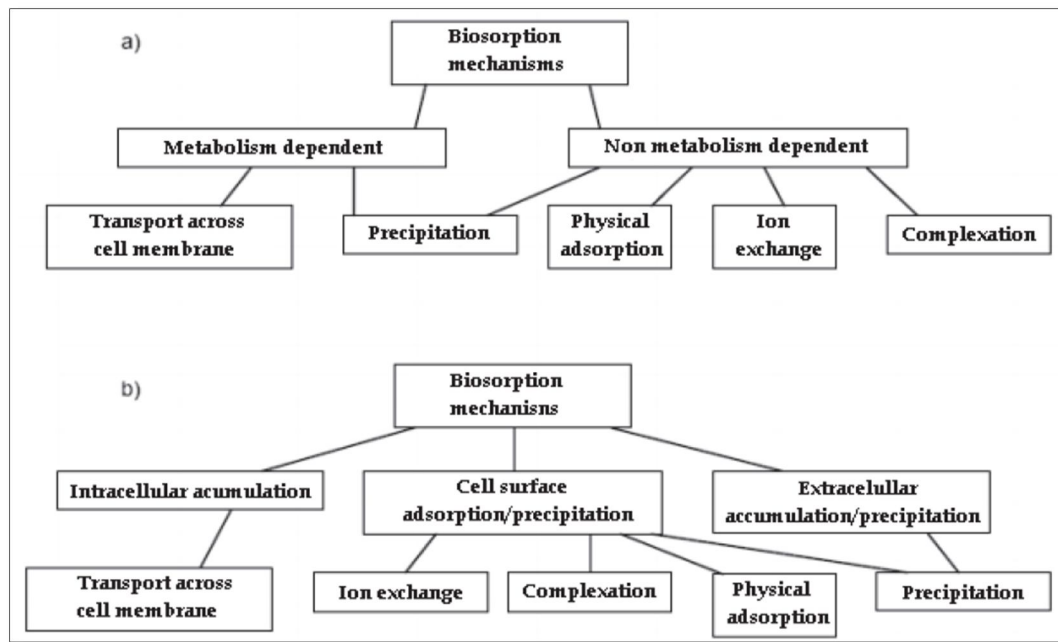 a)
Biosorption
mechanisms
Metabolism dependent
Non metabolism dependent
Transport across
cell membrane
Precipitation
Physical
adsorption
Ion
exchange
Complexation
b)
Biosorption
mechanisns
Intracellular acumulation
Cell surface
adsorption/precipitation
Extracelullar
accumulation/precipitation
Transport across
cell membrane
Ion exchange
Complexation
Physical
adsorption
Precipitation